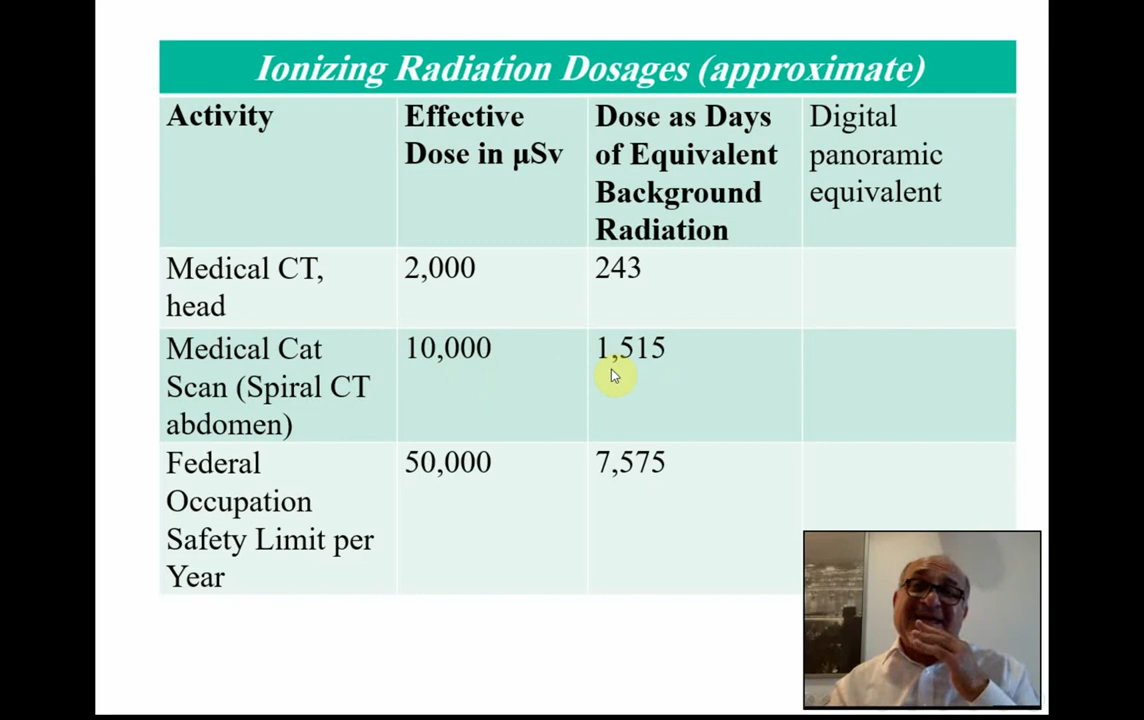 Ionizing Radiation Dosages (approximate)
Activity
Effective
Dose in μSv
Dose as Days
of Equivalent
Background
Radiation
Digital
panoramic
equivalent
Medical CT,
head
2,000
243
Medical Cat
Scan (Spiral CT
abdomen)
10,000
1,515
Federal
Occupation
Safety Limit per
Year
50,000
7,575